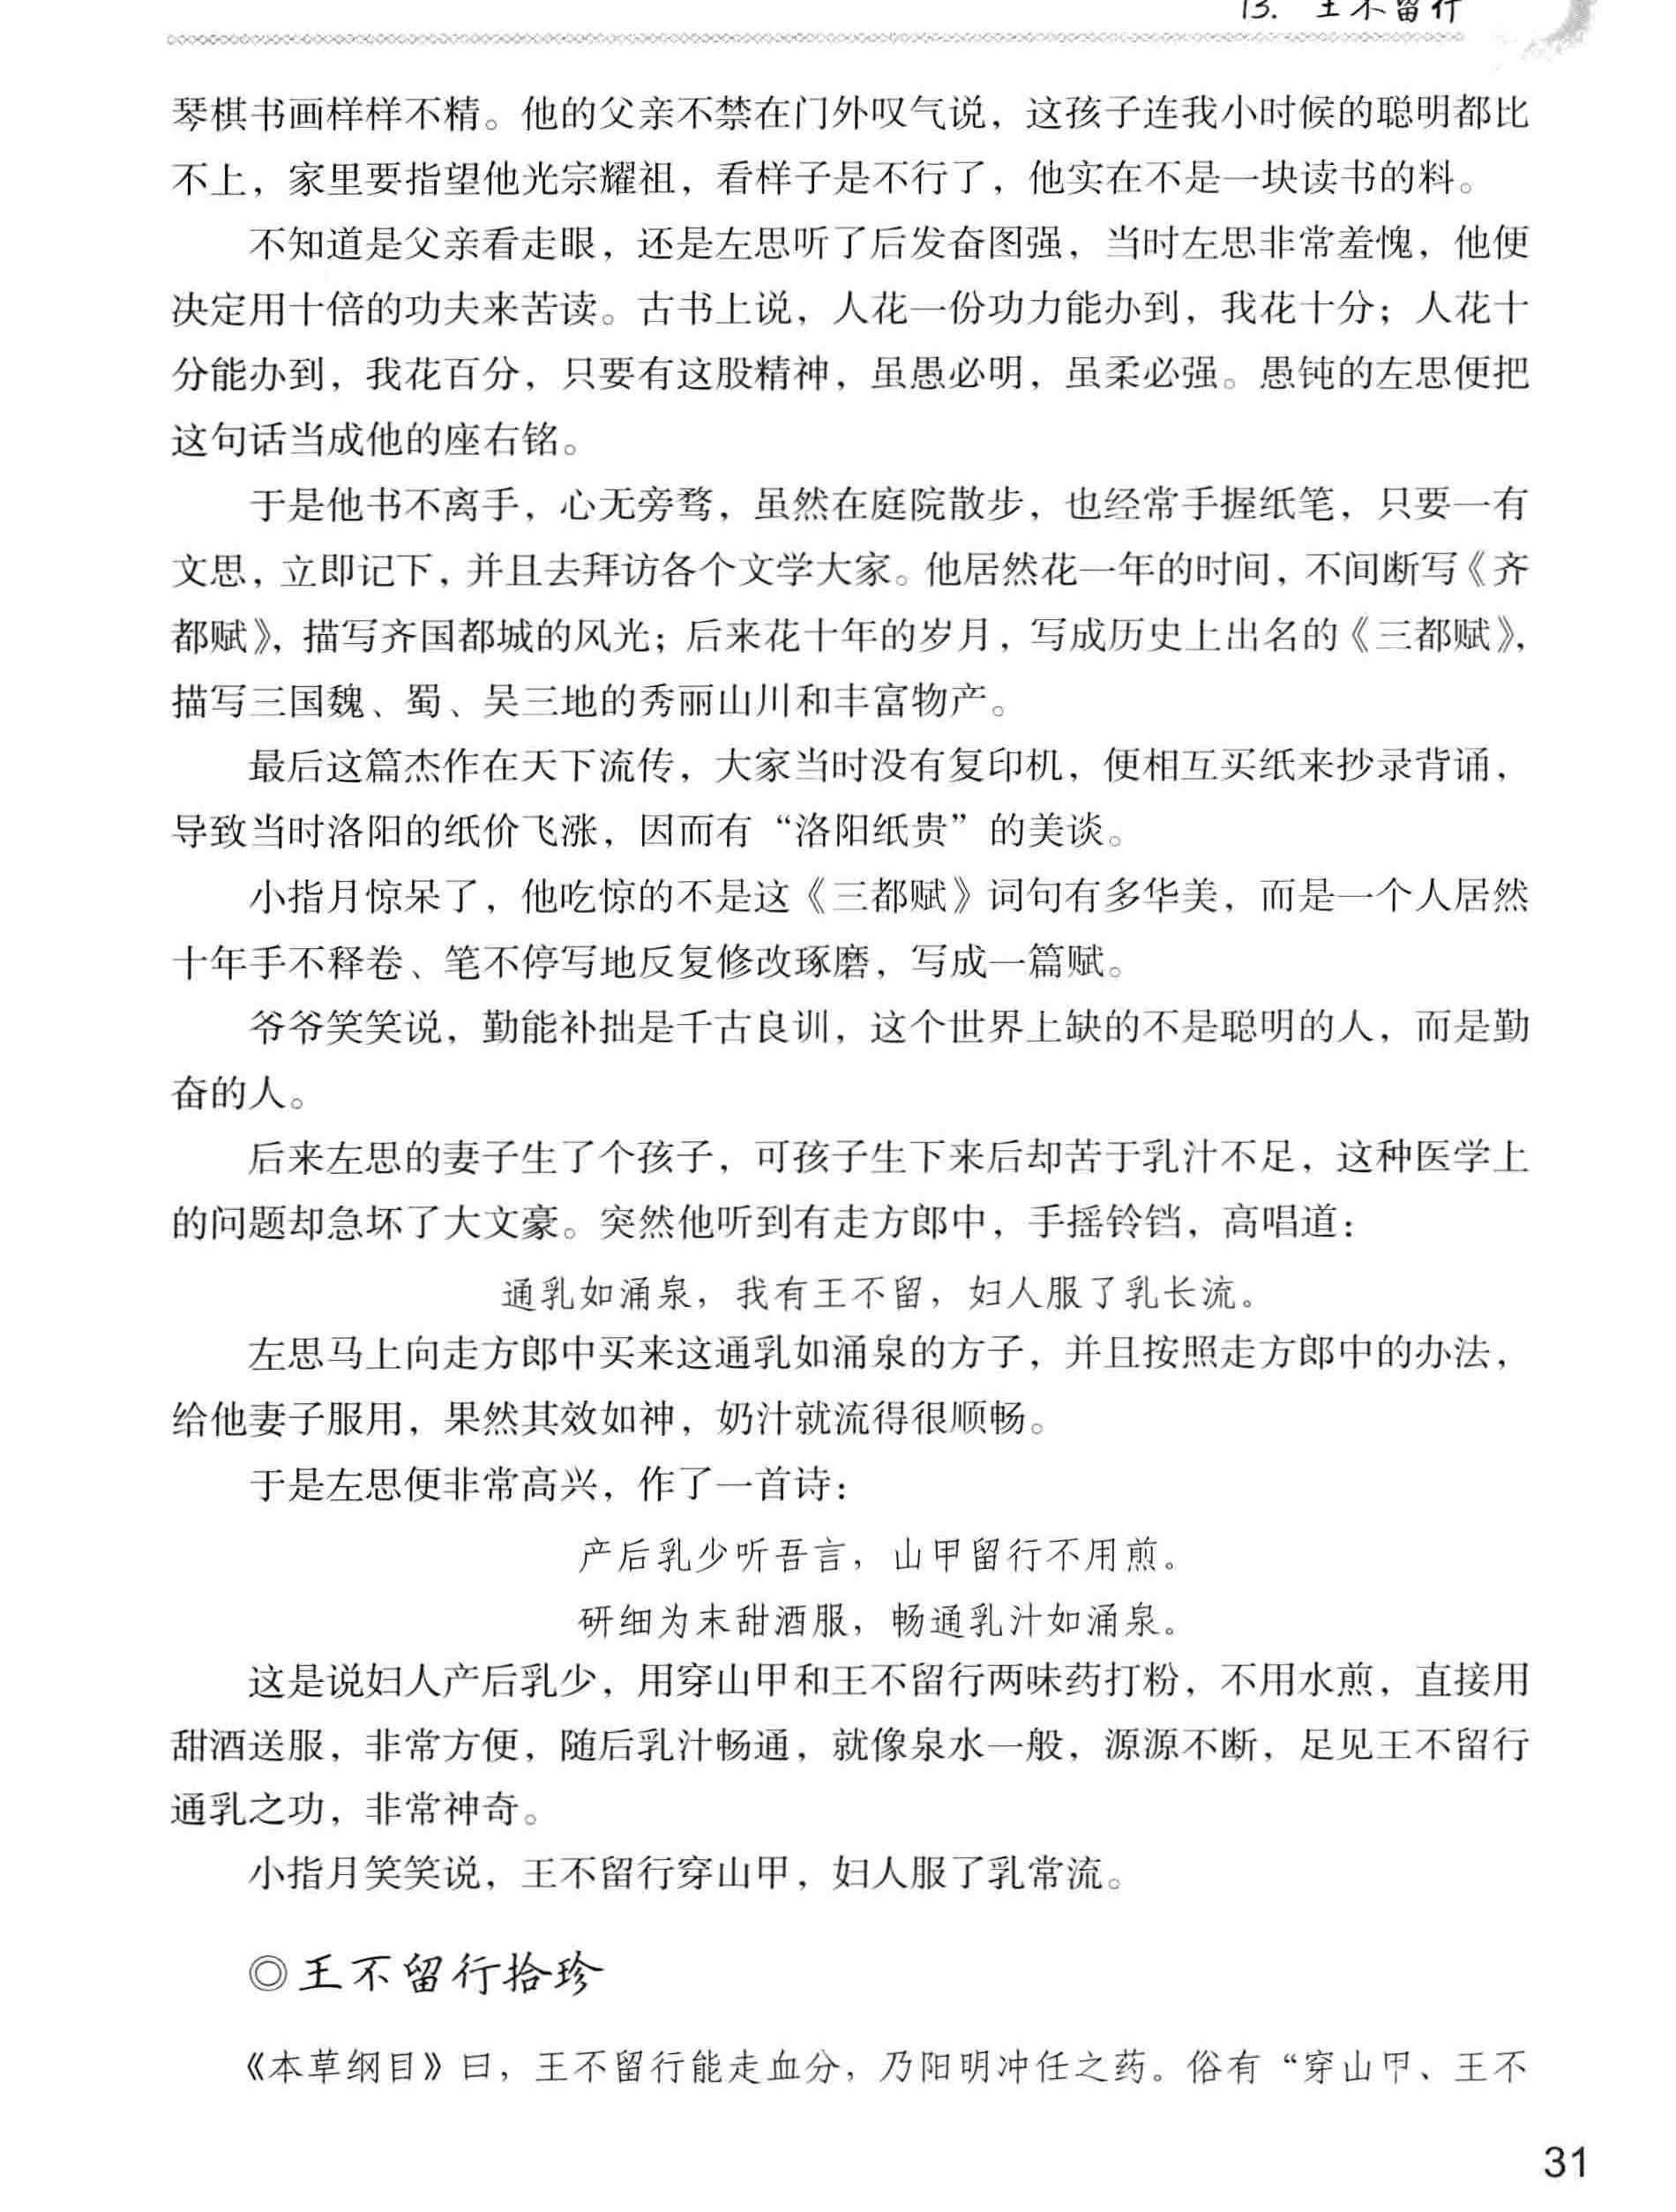 13. 王不留行
琴棋书画样样不精。他的父亲不禁在门外叹气说，这孩子连我小时候的聪明都比
不上，家里要指望他光宗耀祖，看样子是不行了，他实在不是一块读书的料。
不知道是父亲看走眼，还是左思听了后发奋图强，当时左思非常羞愧，他便
决定用十倍的功夫来苦读。古书上说，人花一份功力能办到，我花十分；人花十
分能办到，我花百分，只要有这股精神，虽愚必明，虽柔必强。愚钝的左思便把
这句话当成他的座右铭。
于是他书不离手，心无旁骛，虽然在庭院散步，也经常手握纸笔，只要一有
文思，立即记下，并且去拜访各个文学大家。他居然花一年的时间，不间断写《齐
都赋》，描写齐国都城的风光；后来花十年的岁月，写成历史上出名的《三都赋》，
描写三国魏、蜀、吴三地的秀丽山川和丰富物产。
最后这篇杰作在天下流传，大家当时没有复印机，便相互买纸来抄录背诵，
导致当时洛阳的纸价飞涨，因而有“洛阳纸贵”的美谈。
小指月惊呆了，他吃惊的不是这《三都赋》词句有多华美，而是一个人居然
十年手不释卷、笔不停写地反复修改琢磨，写成一篇赋。
爷爷笑笑说，勤能补拙是千古良训，这个世界上缺的不是聪明的人，而是勤
奋的人。
后来左思的妻子生了个孩子，可孩子生下来后却苦于乳汁不足，这种医学上
的问题却急坏了大文豪。突然他听到有走方郎中，手摇铃铛，高唱道：
通乳如涌泉，我有王不留，妇人服了乳长流。
左思马上向走方郎中买来这通乳如涌泉的方子，并且按照走方郎中的办法，
给他妻子服用，果然其效如神，奶汁就流得很顺畅。
于是左思便非常高兴，作了一首诗：
产后乳少听吾言，山甲留行不用煎。
研细为末甜酒服，畅通乳汁如涌泉。
这是说妇人产后乳少，用穿山甲和王不留行两味药打粉，不用水煎，直接用
甜酒送服，非常方便，随后乳汁畅通，就像泉水一般，源源不断，足见王不留行
通乳之功，非常神奇。
小指月笑笑说，王不留行穿山甲，妇人服了乳常流。
◎王不留行拾珍
《本草纲目》曰，王不留行能走血分，乃阳明冲任之药。俗有“穿山甲、王不
31